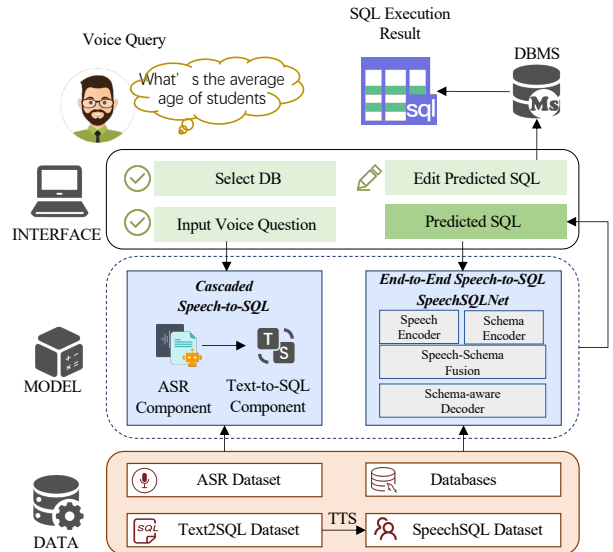 Voice Query
SQL Execution
Result
DBMS
What's the average
age of students
sql
Ms
Select DB
Edit Predicted SQL
Input Voice Question
Predicted SQL
INTERFACE
Cascaded
Speech-to-SQL
End-to-End Speech-to-SQL
SpeechSQLNet
Speech
Encoder
Schema
Encoder
Speech-Schema
Fusion
Schema-aware
Decoder
T
S
ASR
Component
Text-to-SQL
Component
MODEL
ASR Dataset
Databases
SQL
Text2SQL Dataset
TTS
SpeechSQL Dataset
DATA